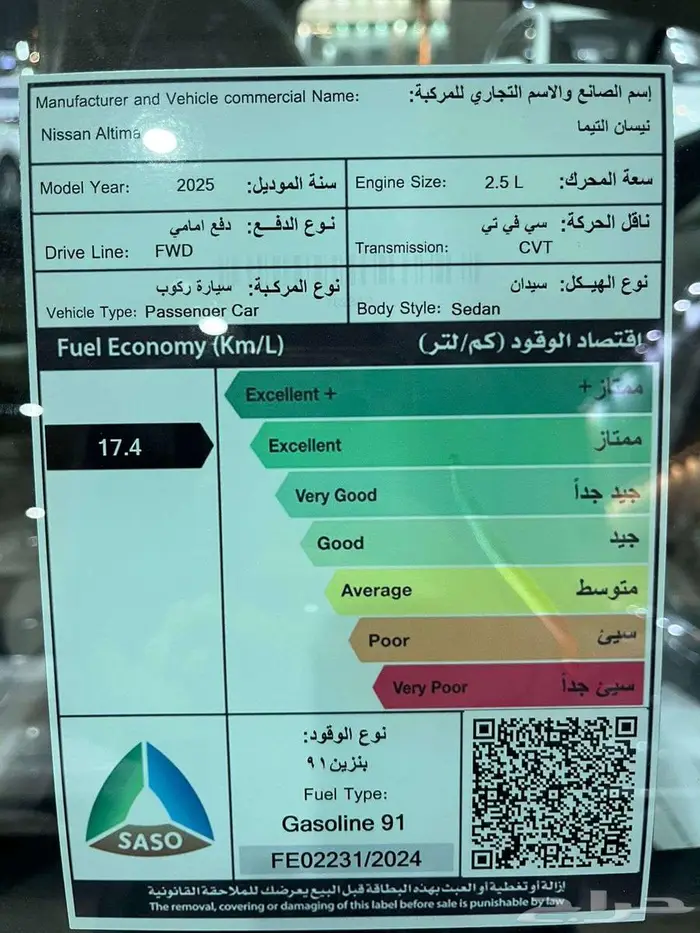 Manufacturer and Vehicle commercial Name: إسم الصانع والاسم التجاري للمركبة:
Nissan Altima نيسان التيما
Model Year: 2025 سنة الموديل:
Engine Size: 2.5 L سعة المحرك:
نوع الدفع: دفع امامي
Drive Line: FWD
ناقل الحركة: سي في تي
Transmission: CVT
نوع المركبة: سيارة ركوب
Vehicle Type: Passenger Car
نوع الهيكل: سيدان
Body Style: Sedan
Fuel Economy (Km/L) اقتصاد الوقود (كم/لتر)
17.4
Excellent + ممتاز+
Excellent ممتاز
Very Good جيد جداً
Good جيد
Average متوسط
Poor سيئ
Very Poor سيئ جداً
SASO
نوع الوقود:
بنزين ٩١
Fuel Type:
Gasoline 91
FE02231/2024
إزالة أو تغطية أو العبث بهذه البطاقة قبل البيع يعرضك للملاحقة القانونية
The removal, covering or damaging of this label before sale is punishable by law
حراج